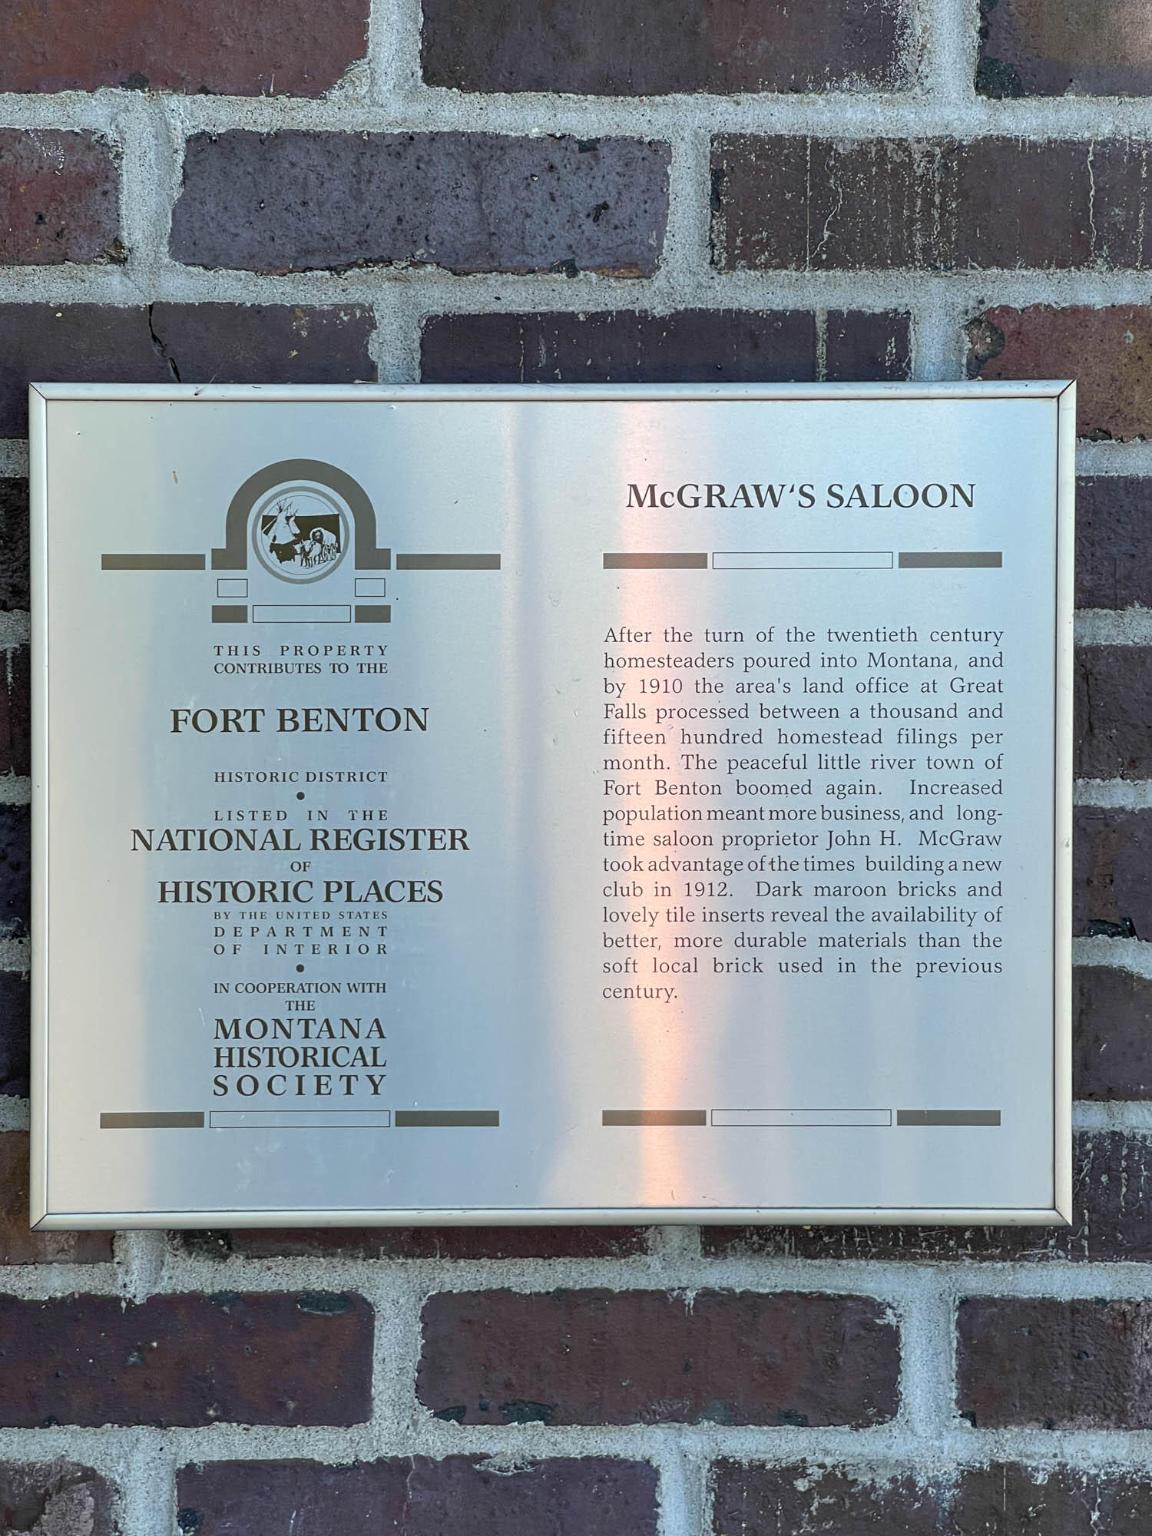 THIS PROPERTY
CONTRIBUTES TO THE
FORT BENTON
HISTORIC DISTRICT
•
LISTED IN THE
NATIONAL REGISTER
OF
HISTORIC PLACES
BY THE UNITED STATES
DEPARTMENT
OF INTERIOR
•
IN COOPERATION WITH
THE
MONTANA
HISTORICAL
SOCIETY
McGRAW‘S SALOON
After the turn of the twentieth century
homesteaders poured into Montana, and
by 1910 the area's land office at Great
Falls processed between a thousand and
fifteen hundred homestead filings per
month. The peaceful little river town of
Fort Benton boomed again. Increased
population meant more business, and long-
time saloon proprietor John H. McGraw
took advantage of the times building a new
club in 1912. Dark maroon bricks and
lovely tile inserts reveal the availability of
better, more durable materials than the
soft local brick used in the previous
century.